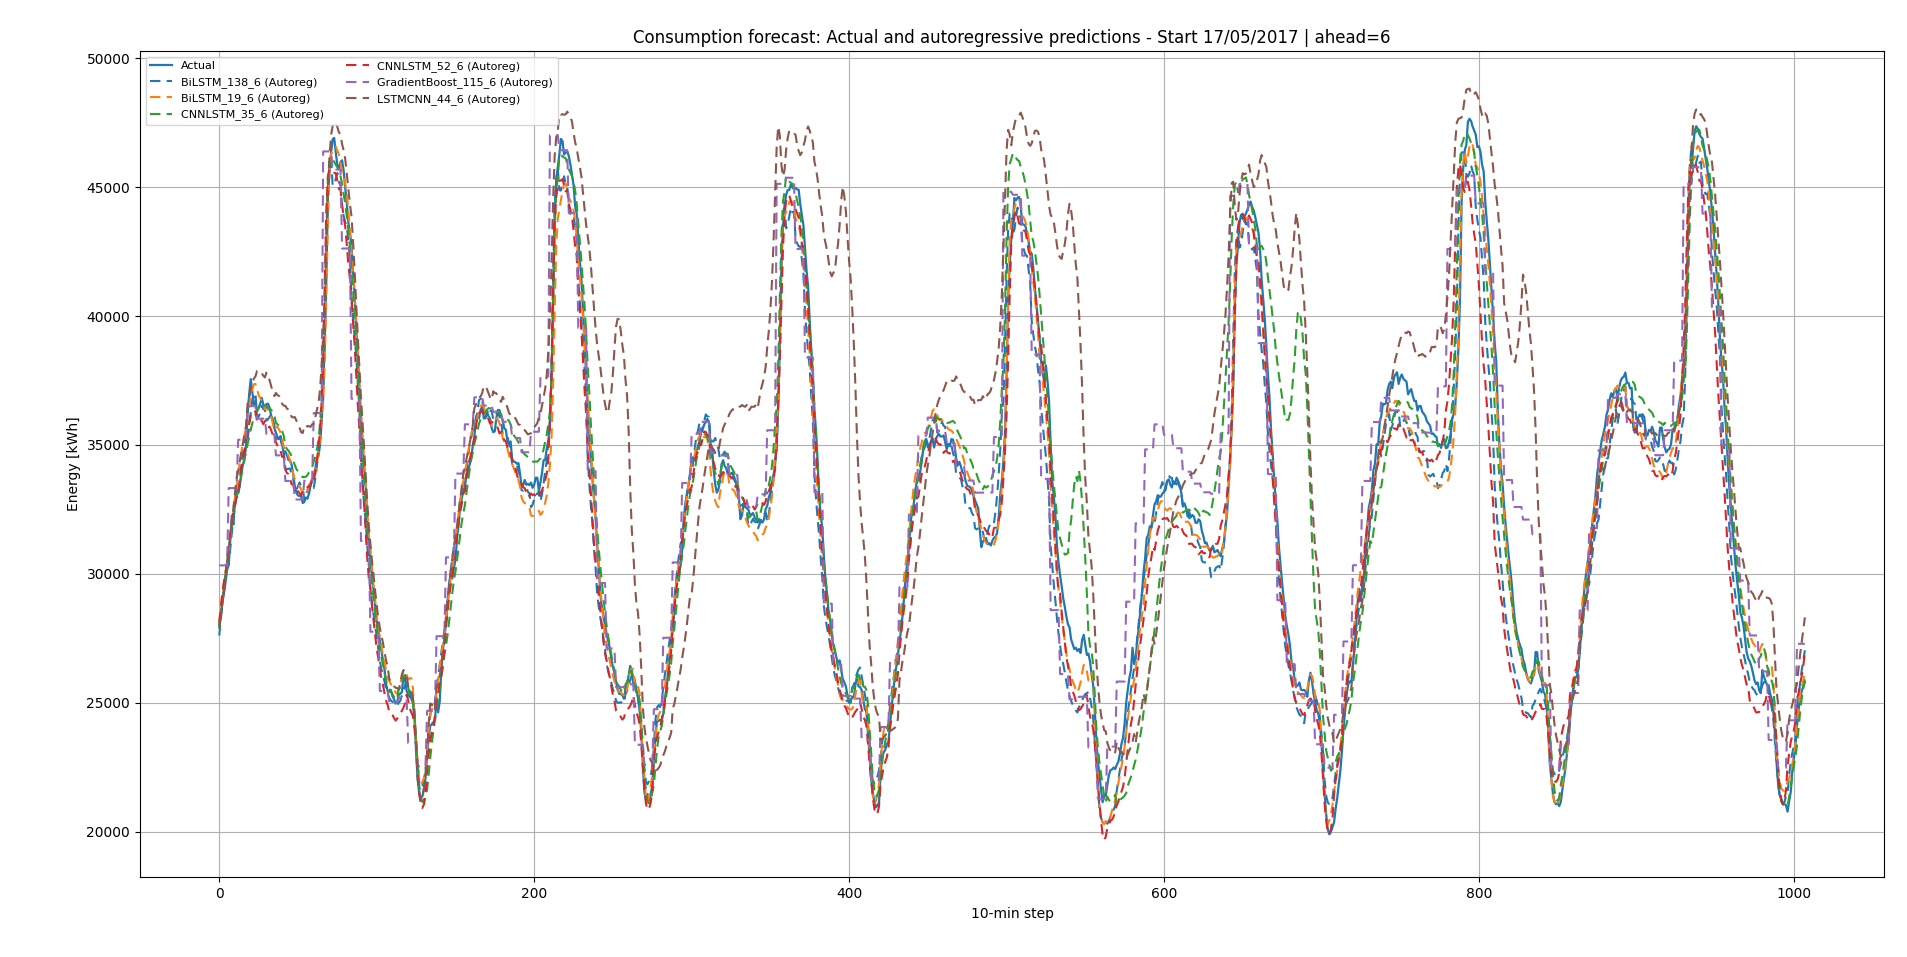 Consumption forecast: Actual and autoregressive predictions - Start 17/05/2017 | ahead=6
Actual
BiLSTM_138_6 (Autoreg)
BiLSTM_19_6 (Autoreg)
CNNLSTM_35_6 (Autoreg)
CNNLSTM_52_6 (Autoreg)
GradientBoost_115_6 (Autoreg)
LSTMCNN_44_6 (Autoreg)
Energy [kWh]
50000
45000
40000
35000
30000
25000
20000
0
200
400
600
800
1000
10-min step